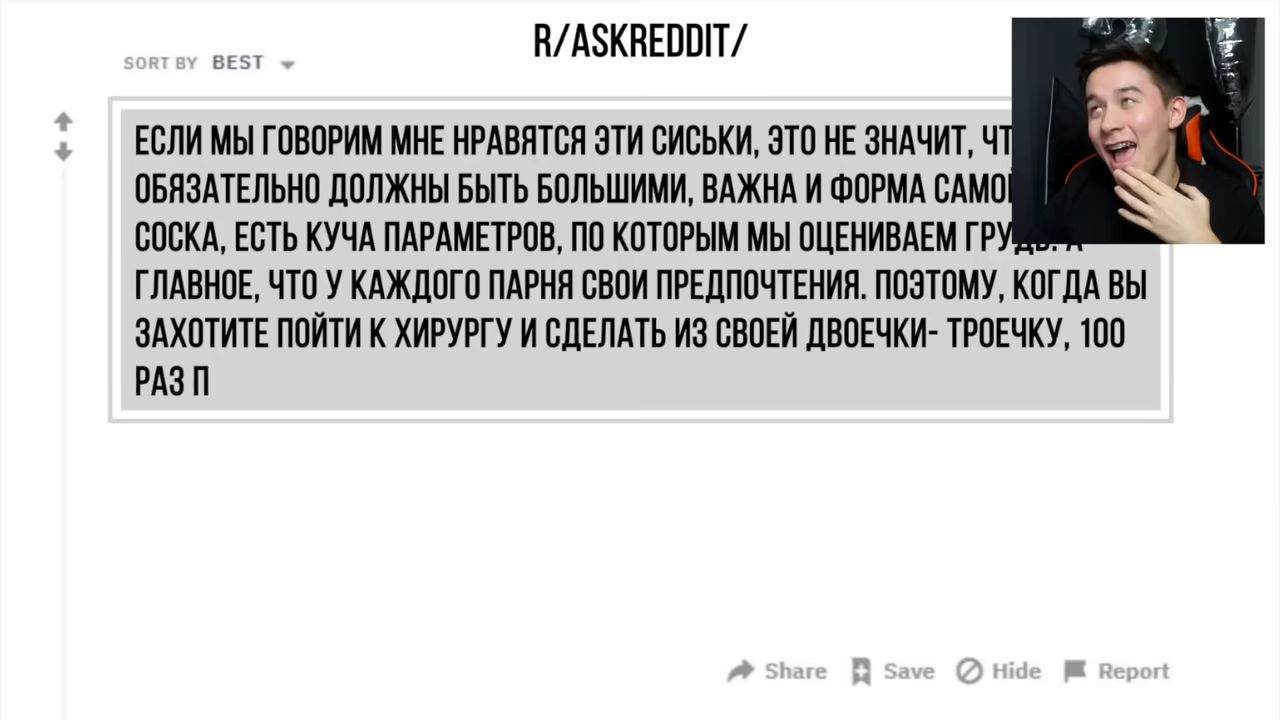 R/ASKREDDIT/
SORT BY BEST
ЕСЛИ МЫ ГОВОРИМ МНЕ НРАВЯТСЯ ЭТИ СИСЬКИ, ЭТО НЕ ЗНАЧИТ,
ОБЯЗАТЕЛЬНО ДОЛЖНЫ БЫТЬ БОЛЬШИМИ, ВАЖНА И ФОРМА
СОСКА, ЕСТЬ КУЧА ПАРАМЕТРОВ, ПО КОТОРЫМ МЫ ОЦЕНИВАЕМ ГРУДЬ. А
ГЛАВНОЕ, ЧТО У КАЖДОГО ПАРНЯ СВОИ ПРЕДПОЧТЕНИЯ. ПОЭТОМУ, КОГДА ВЫ
ЗАХОТИТЕ ПОЙТИ К ХИРУРГУ И СДЕЛАТЬ ИЗ СВОЕЙ ДВОЕЧКИ- ТРОЕЧКУ, 100
РАЗ П
Share Save Hide Report